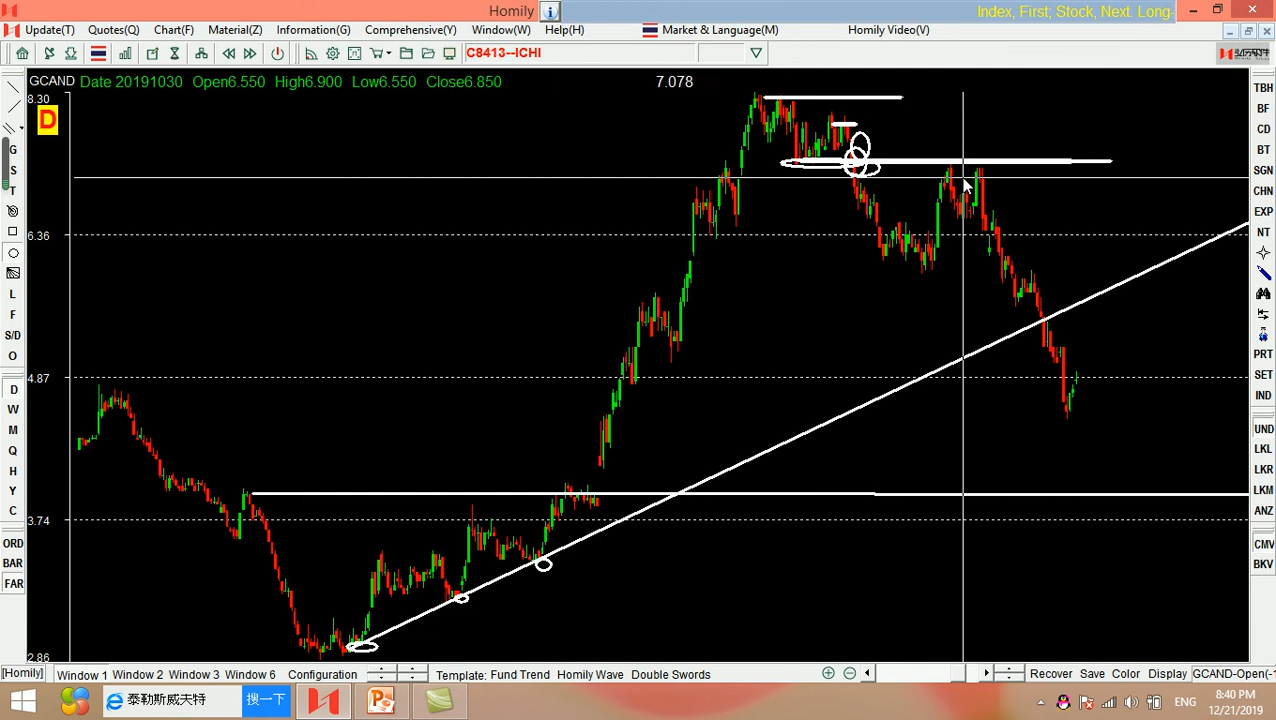 Homily
Index, First; Stock, Next. Long-
Update(T) Quotes(Q) Chart(F) Material(Z) Information(G) Comprehensive(Y) Window(W) Help(H) Market & Language(M) Homily Video(V)
C8413--ICHI
GCAND Date 20191030 Open6.550 High6.900 Low6.550 Close6.850 7.078
8.30
D
6.36
4.87
3.74
2.86
G
S
T
L
F
S/D
O
D
W
M
Q
H
Y
C
ORD
BAR
FAR
TBH
BF
CD
BT
SGN
CHN
EXP
NT
PRT
SET
IND
UND
LKL
LKR
LKM
ANZ
CMV
BKV
[Homily] Window 1 Window 2 Window 3 Window 6 Configuration Template: Fund Trend Homily Wave Double Swords Recover Save Color Display GCAND-Open(-1
泰勒斯威夫特 搜一下 ENG 8:40 PM
12/21/2019